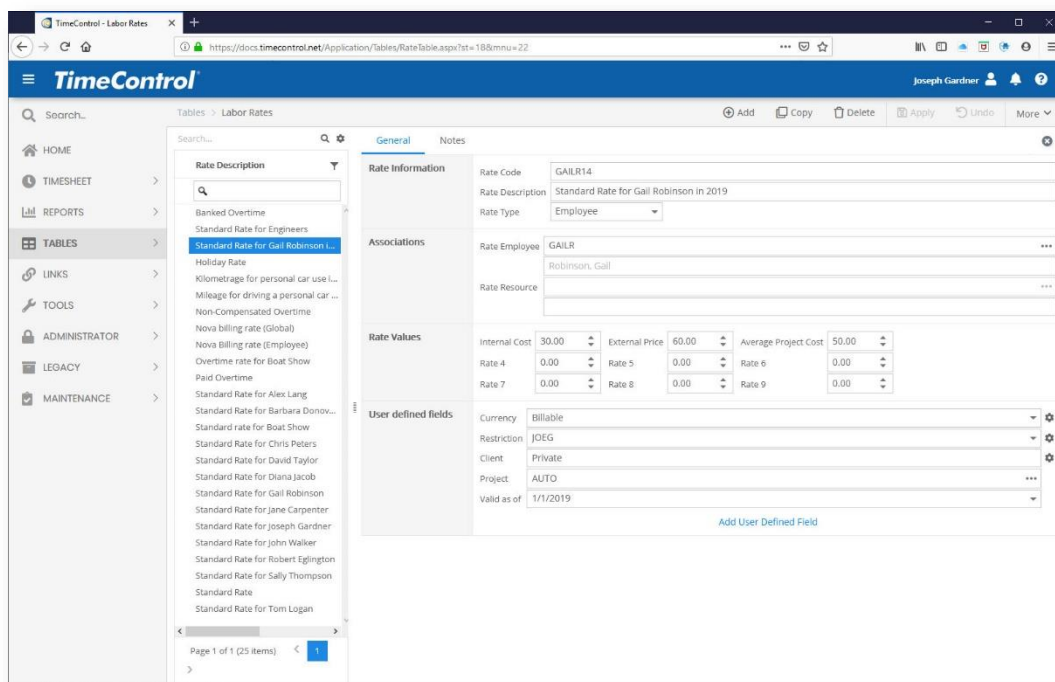 TimeControl - Labor Rates
https://docs.timecontrol.net/Application/Tables/RateTable.aspx?st=18&mnu=22
TimeControl
Joseph Gardner
Search...
Tables > Labor Rates
Add Copy Delete Apply Undo More
HOME
TIMESHEET
REPORTS
TABLES
LINKS
TOOLS
ADMINISTRATOR
LEGACY
MAINTENANCE
Search...
Rate Description
Banked Overtime
Standard Rate for Engineers
Standard Rate for Gail Robinson i...
Holiday Rate
Kilometrage for personal car use i...
Mileage for driving a personal car ...
Non-Compensated Overtime
Nova billing rate (Global)
Nova Billing rate (Employee)
Overtime rate for Boat Show
Paid Overtime
Standard Rate for Alex Lang
Standard Rate for Barbara Donov...
Standard rate for Boat Show
Standard Rate for Chris Peters
Standard Rate for David Taylor
Standard Rate for Diana Jacob
Standard Rate for Gail Robinson
Standard Rate for Jane Carpenter
Standard Rate for Joseph Gardner
Standard Rate for John Walker
Standard Rate for Robert Eglington
Standard Rate for Sally Thompson
Standard Rate
Standard Rate for Tom Logan
Page 1 of 1 (25 items) < 1
>
General Notes
Rate Information
Rate Code GAILR14
Rate Description Standard Rate for Gail Robinson in 2019
Rate Type Employee
Associations
Rate Employee GAILR
Robinson, Gail
Rate Resource
Rate Values
Internal Cost 30.00 External Price 60.00 Average Project Cost 50.00
Rate 4 0.00 Rate 5 0.00 Rate 6 0.00
Rate 7 0.00 Rate 8 0.00 Rate 9 0.00
User defined fields
Currency Billable
Restriction JOEG
Client Private
Project AUTO
Valid as of 1/1/2019
Add User Defined Field